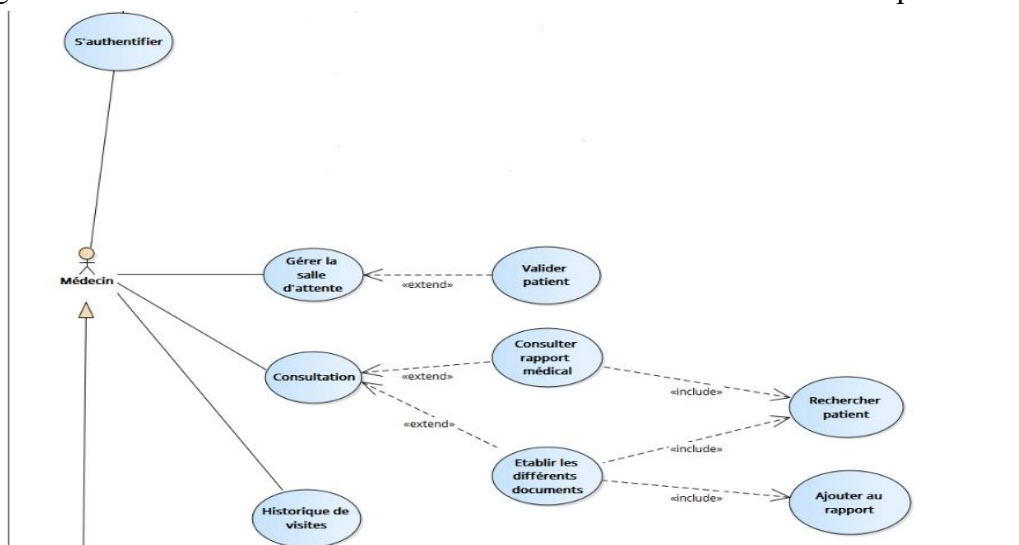 S'authentifier
Médecin
Gérer la
salle
d'attente
«extend»
Valider
patient
Consultation
«extend»
«extend»
Consulter
rapport
médical
«include»
Rechercher
patient
Etablir les
différents
documents
«include»
«include»
Ajouter au
rapport
Historique de
visites